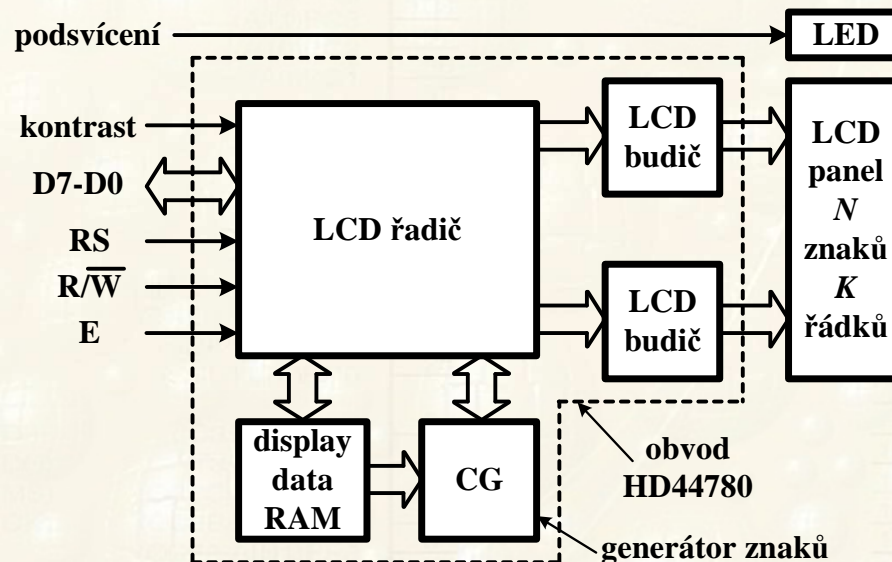 podsvícení
LED
kontrast
D7-D0
RS
R/W̅
E
LCD řadič
LCD
budič
LCD
budič
LCD
panel
N
znaků
K
řádků
display
data
RAM
CG
obvod
HD44780
generátor znaků